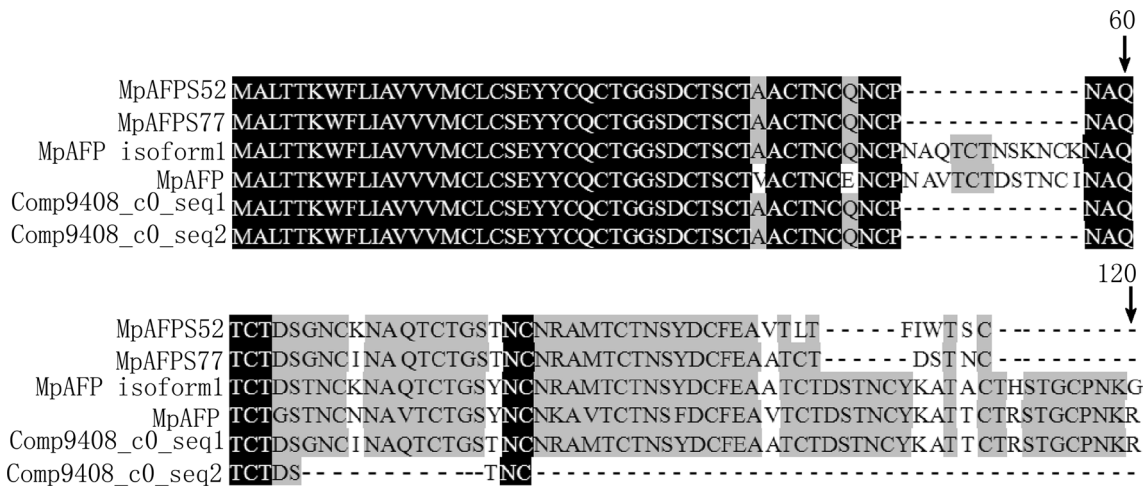 60
MpAFPS52 MALTTKWFLIAVVVMCLCSEYYCQCTGGSDCTSCTAACTNCQNCP------------NAQ
MpAFPS77 MALTTKWFLIAVVVMCLCSEYYCQCTGGSDCTSCTAACTNCQNCP------------NAQ
MpAFP isoform1 MALTTKWFLIAVVVMCLCSEYYCQCTGGSDCTSCTAACTNCQNCPNAQTCTNSKNCKNAQ
MpAFP MALTTKWFLIAVVVMCLCSEYYCQCTGGSDCTSCTVACTNCENCPNAVTCTDSTNCINAQ
Comp9408_c0_seq1 MALTTKWFLIAVVVMCLCSEYYCQCTGGSDCTSCTAACTNCQNCP------------NAQ
Comp9408_c0_seq2 MALTTKWFLIAVVVMCLCSEYYCQCTGGSDCTSCTAACTNCQNCP------------NAQ
120
MpAFPS52 TCTDSGNCKNAQTCTGSTNCNRAMTCTNSYDCFEAVTLT-----FIWTSC----------
MpAFPS77 TCTDSGNCINAQTCTGSTNCNRAMTCTNSYDCFEAATCT------DSTNC----------
MpAFP isoform1 TCTDSTNCKNAQTCTGSYNCNRAMTCTNSYDCFEAATCTDSTNCYKATACTHSTGCPNKG
MpAFP TCTGSTNCNNAVTCTGSYNCNKAVTCTNSFDCFEAVTCTDSTNCYKATTCTRSTGCPNKR
Comp9408_c0_seq1 TCTDSGNCINAQTCTGSTNCNRAMTCTNSYDCFEAATCTDSTNCYKATTCTRSTGCPNKR
Comp9408_c0_seq2 TCTDS------------TNC----------------------------------------